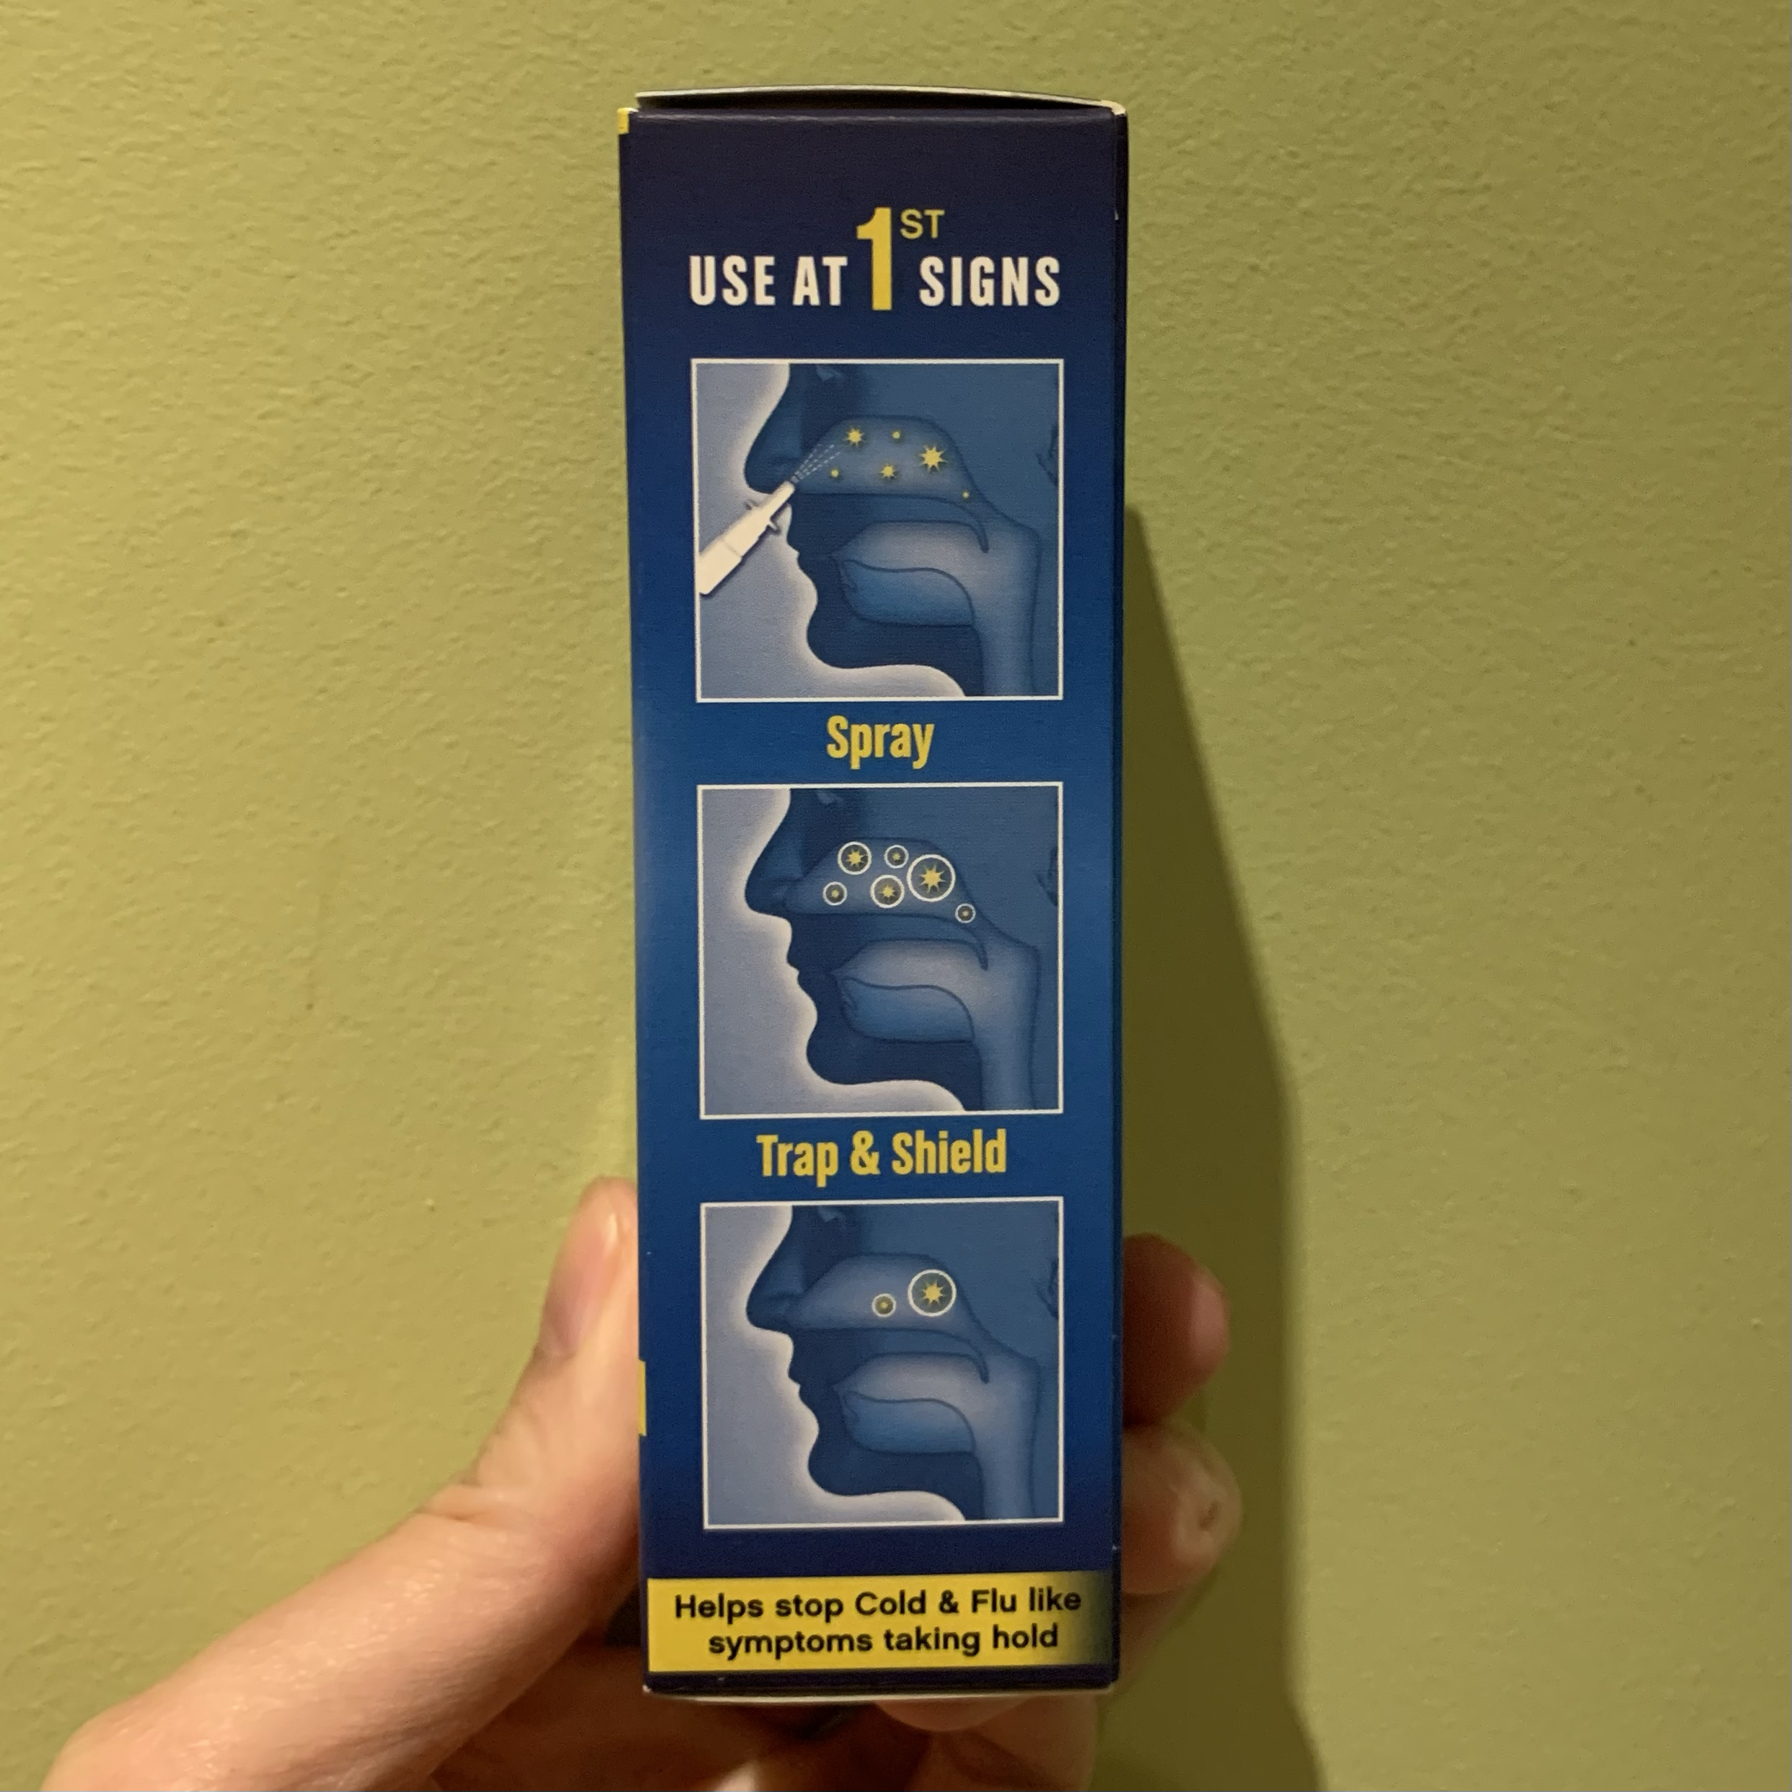 USE AT 1ST SIGNS
Spray
Trap & Shield
Helps stop Cold & Flu like
symptoms taking hold